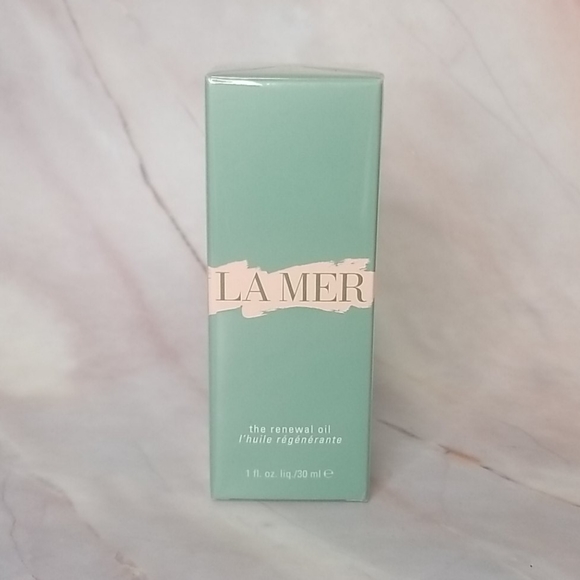 LA MER
the renewal oil
l'huile régénérante
1 fl. oz. liq./30 ml ℮